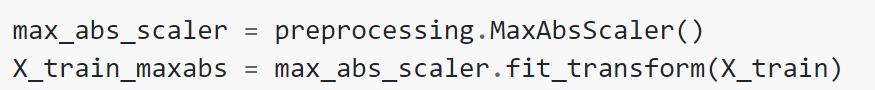 max_abs_scaler = preprocessing.MaxAbsScaler()
X_train_maxabs = max_abs_scaler.fit_transform(X_train)